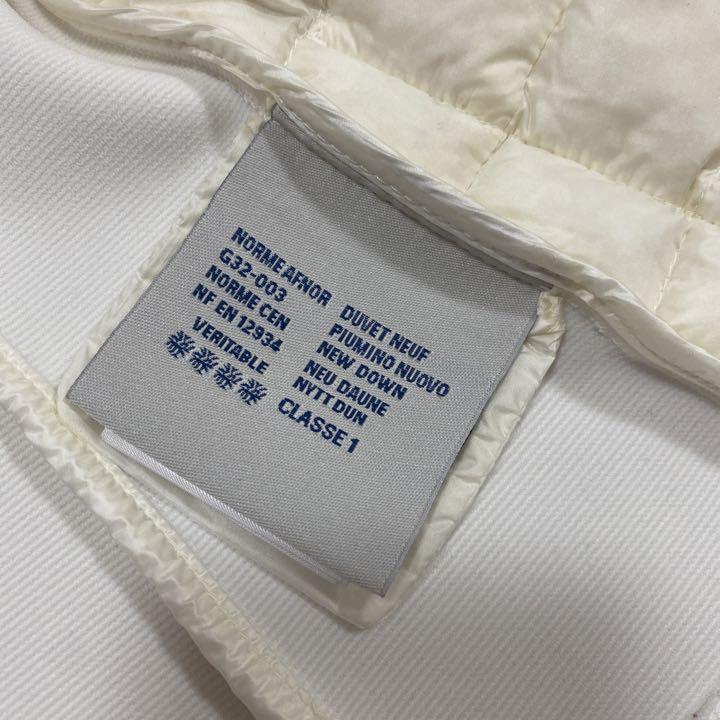 NORME AFNOR
G32-003
NORME CEN
NF EN 12934
VERITABLE
DUVET NEUF
PIUMINO NUOVO
NEW DOWN
NEU DAUNE
NYTT DUN
CLASSE 1